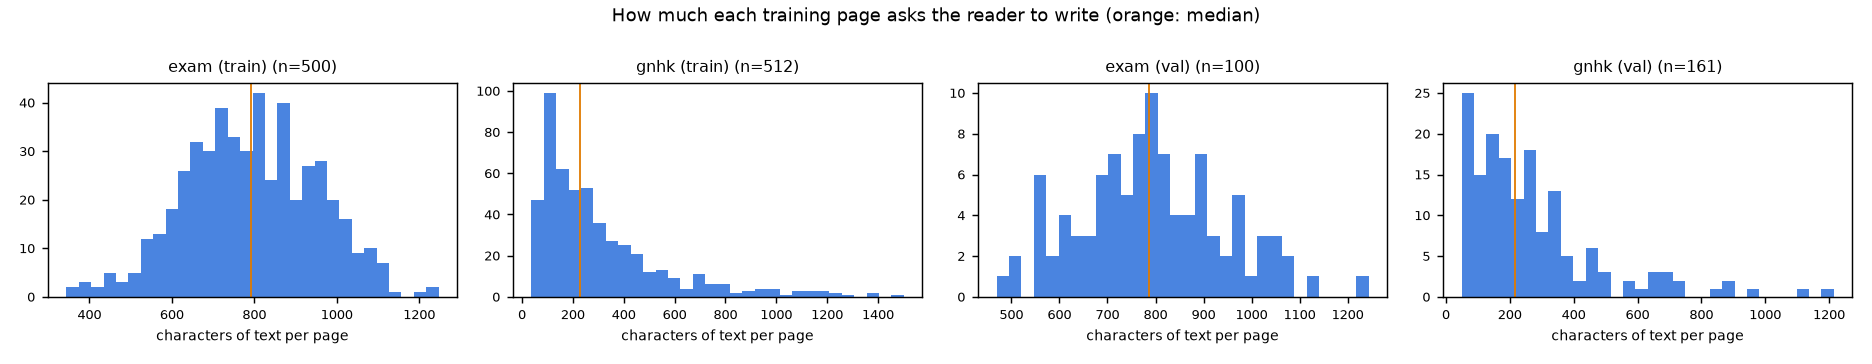 How much each training page asks the reader to write (orange: median)
exam (train) (n=500)
40
30
20
10
0
400 600 800 1000 1200
characters of text per page
gnhk (train) (n=512)
100
80
60
40
20
0
0 200 400 600 800 1000 1200 1400
characters of text per page
exam (val) (n=100)
10
8
6
4
2
0
500 600 700 800 900 1000 1100 1200
characters of text per page
gnhk (val) (n=161)
25
20
15
10
5
0
0 200 400 600 800 1000 1200
characters of text per page